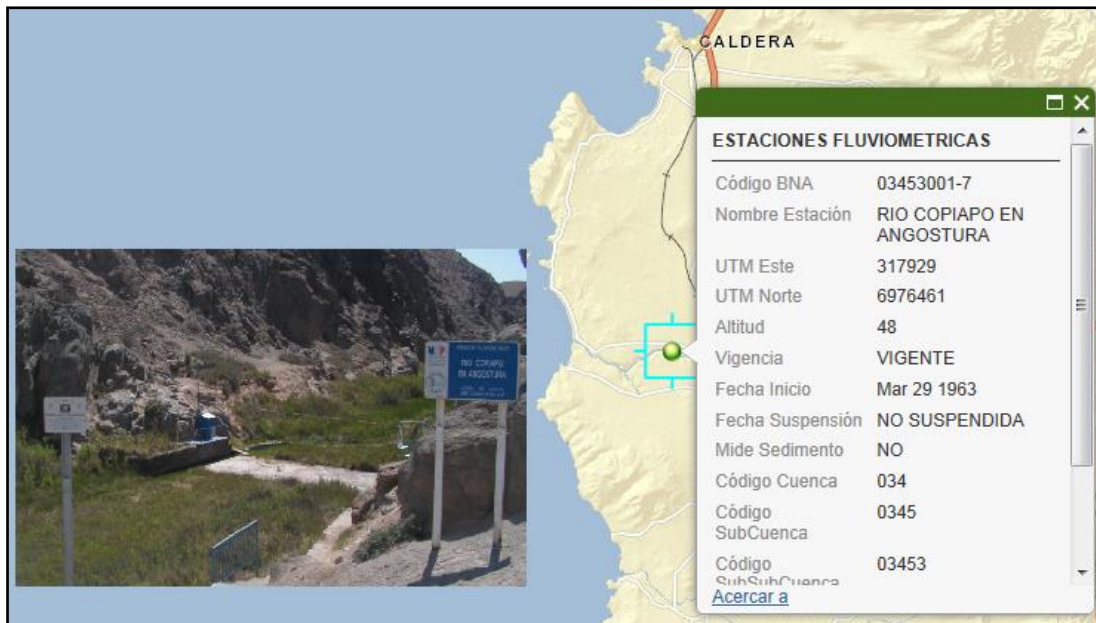 CALDERA
ESTACIONES FLUVIOMETRICAS
Código BNA 03453001-7
Nombre Estación RIO COPIAPO EN
ANGOSTURA
UTM Este 317929
UTM Norte 6976461
Altitud 48
Vigencia VIGENTE
Fecha Inicio Mar 29 1963
Fecha Suspensión NO SUSPENDIDA
Mide Sedimento NO
Código Cuenca 034
Código 0345
SubCuenca
Código 03453
SubSubCuenca
Acercar a
RIO COPIAPO
EN ANGOSTURA